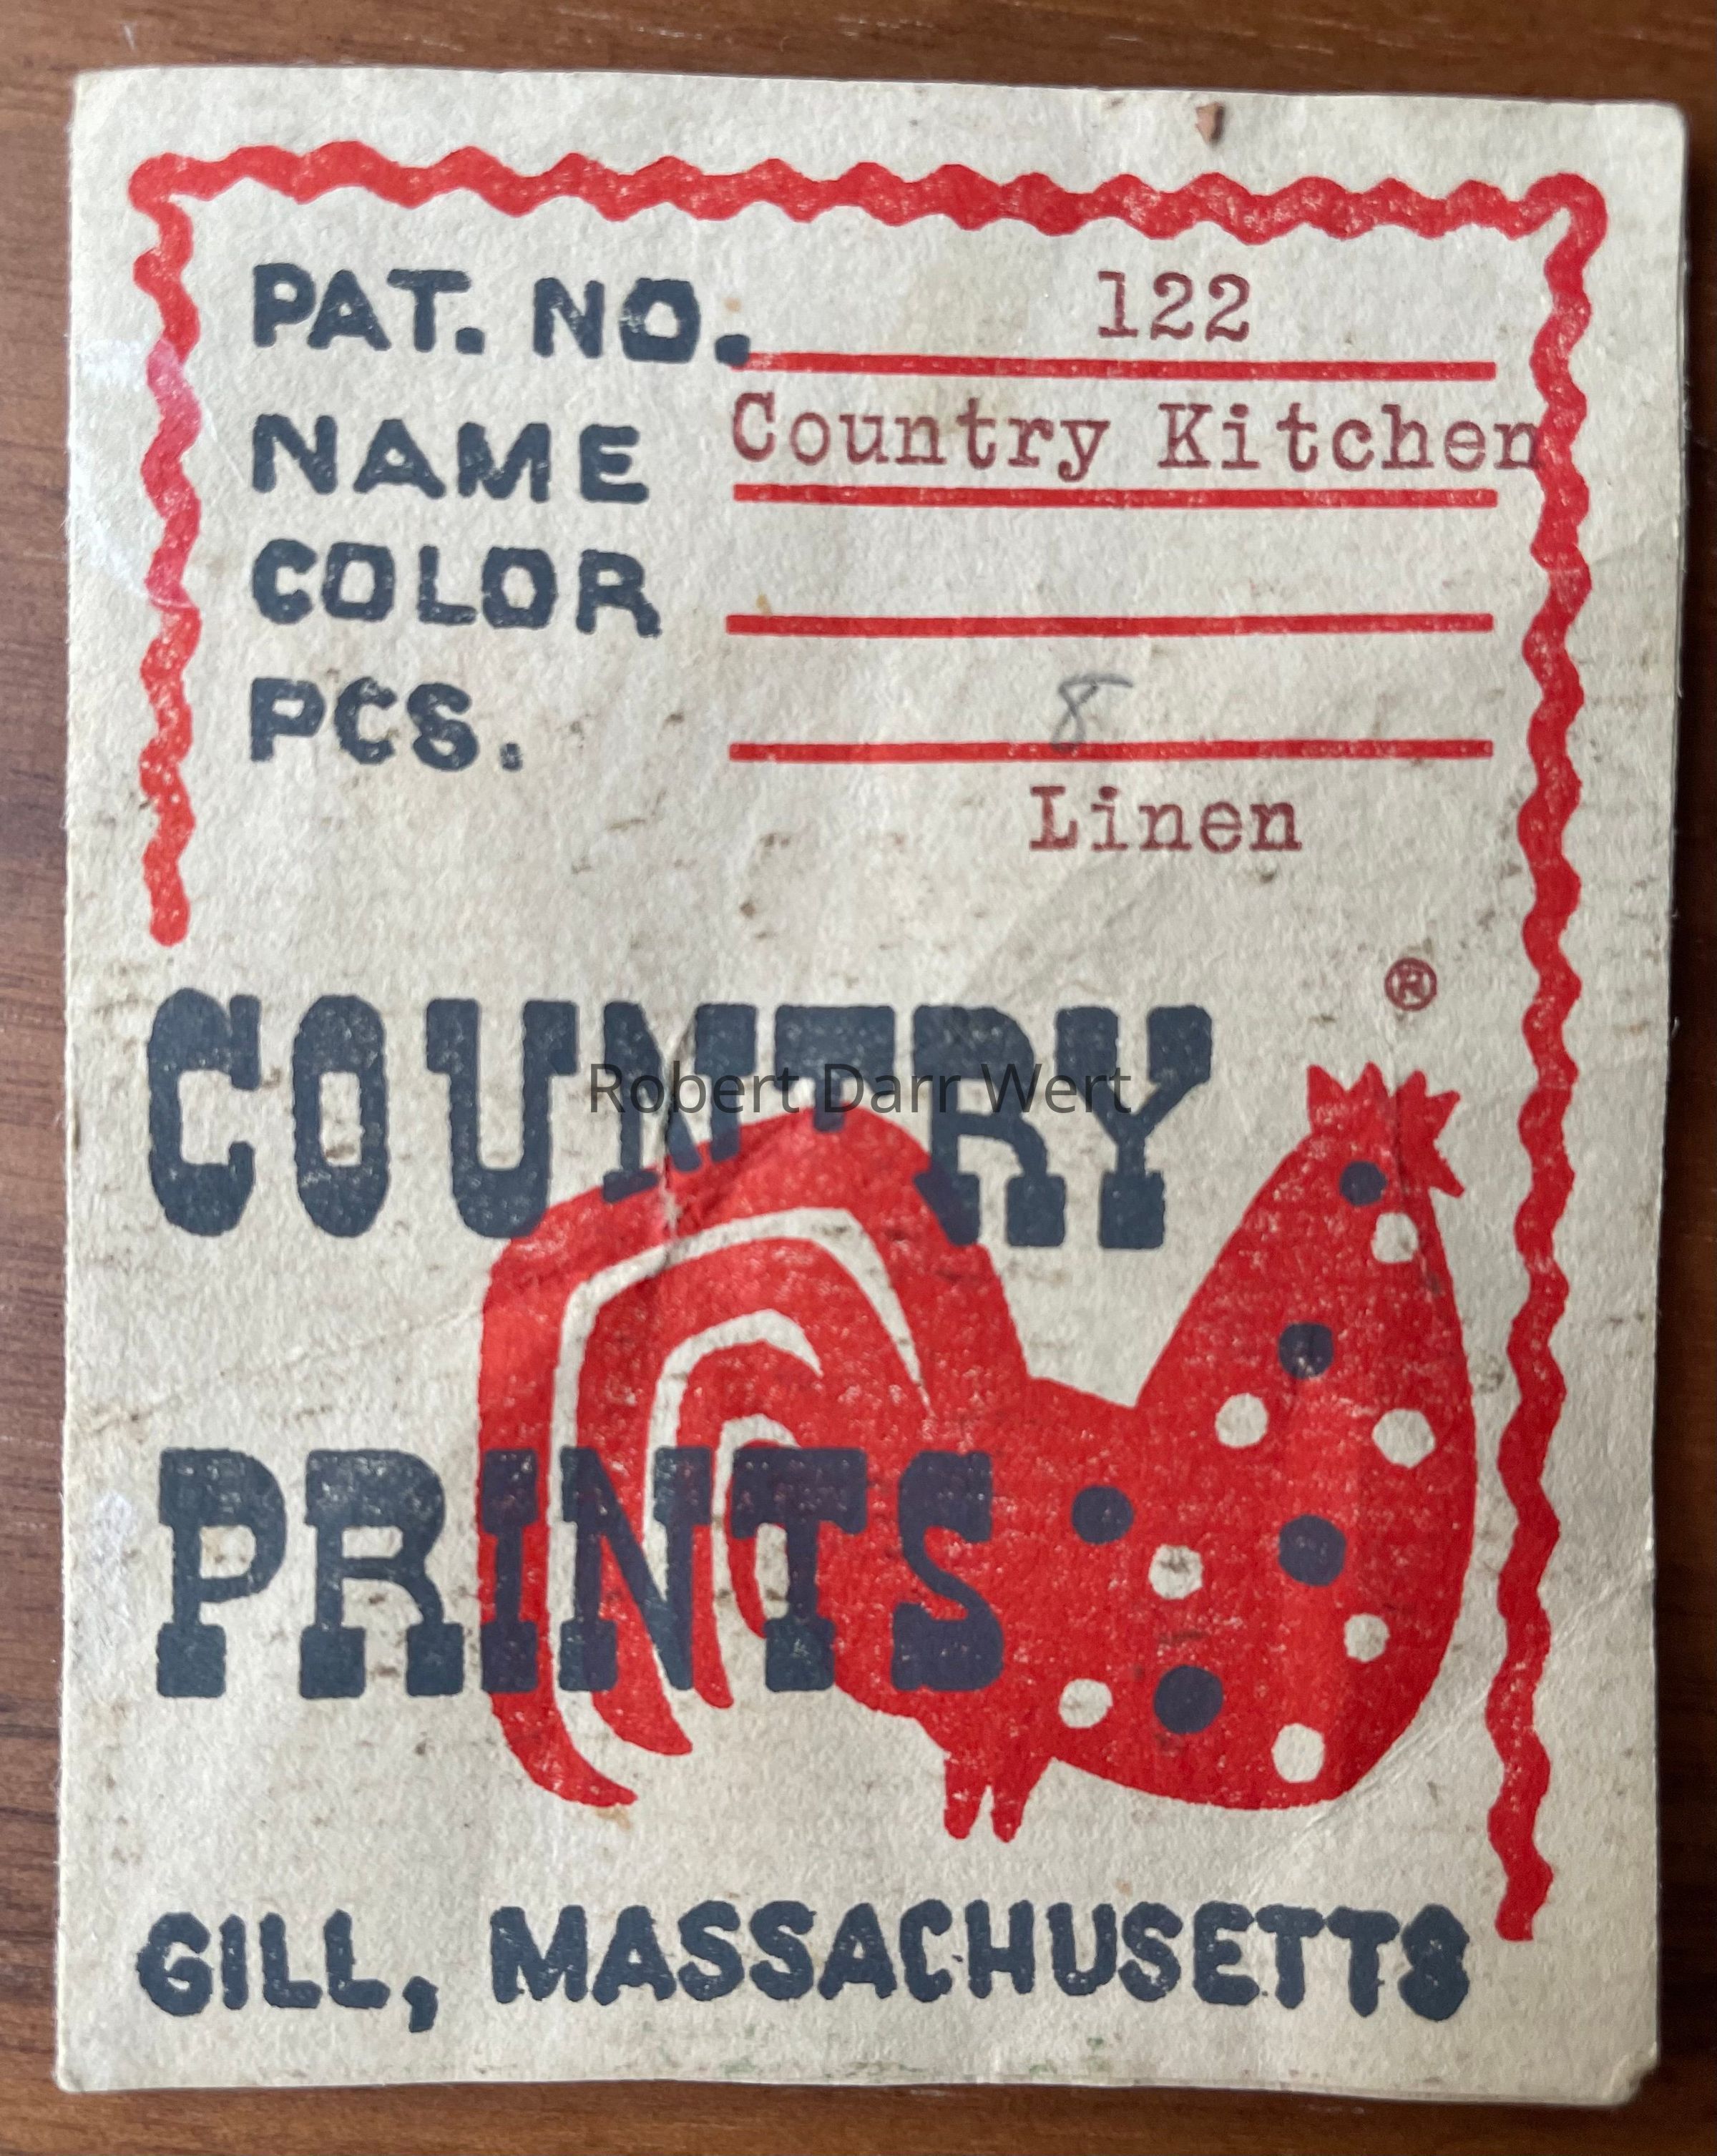 PAT. NO. 122
NAME Country Kitchen
COLOR
PCS. 8
Linen
®
COUNTRY
Robert Darr Wert
PRINTS
GILL, MASSACHUSETTS